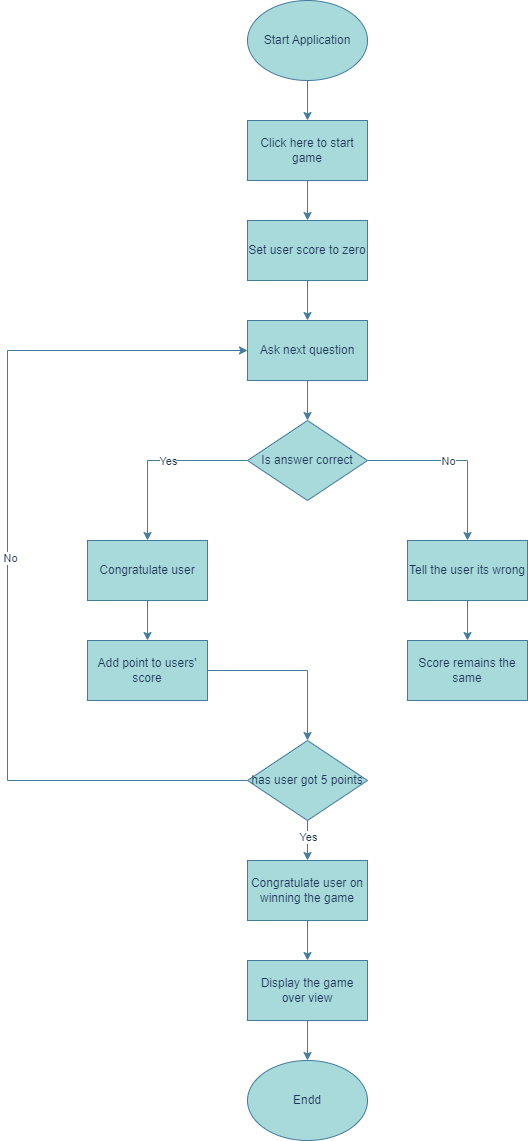 Start Application
Click here to start
game
Set user score to zero
Ask next question
Is answer correct
Yes
No
Congratulate user
Tell the user its wrong
No
Add point to users'
score
Score remains the
same
has user got 5 points
Yes
Congratulate user on
winning the game
Display the game
over view
Endd